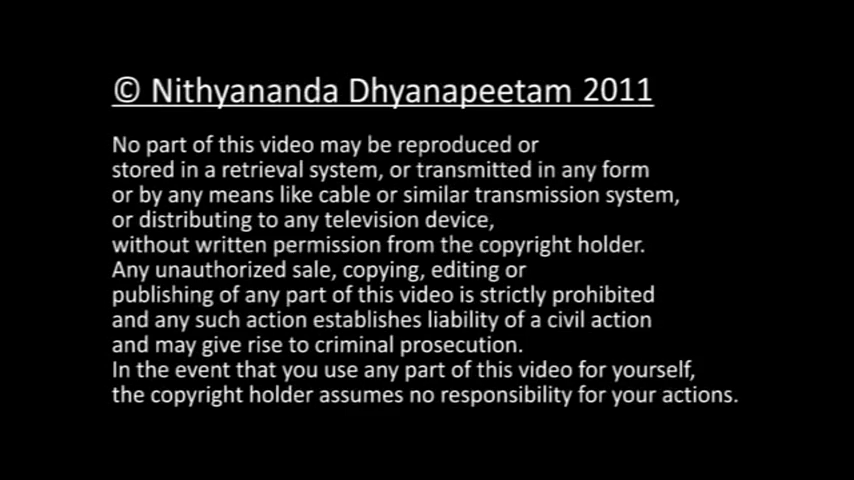 © Nithyananda Dhyanapeetam 2011
No part of this video may be reproduced or
stored in a retrieval system, or transmitted in any form
or by any means like cable or similar transmission system,
or distributing to any television device,
without written permission from the copyright holder.
Any unauthorized sale, copying, editing or
publishing of any part of this video is strictly prohibited
and any such action establishes liability of a civil action
and may give rise to criminal prosecution.
In the event that you use any part of this video for yourself,
the copyright holder assumes no responsibility for your actions.